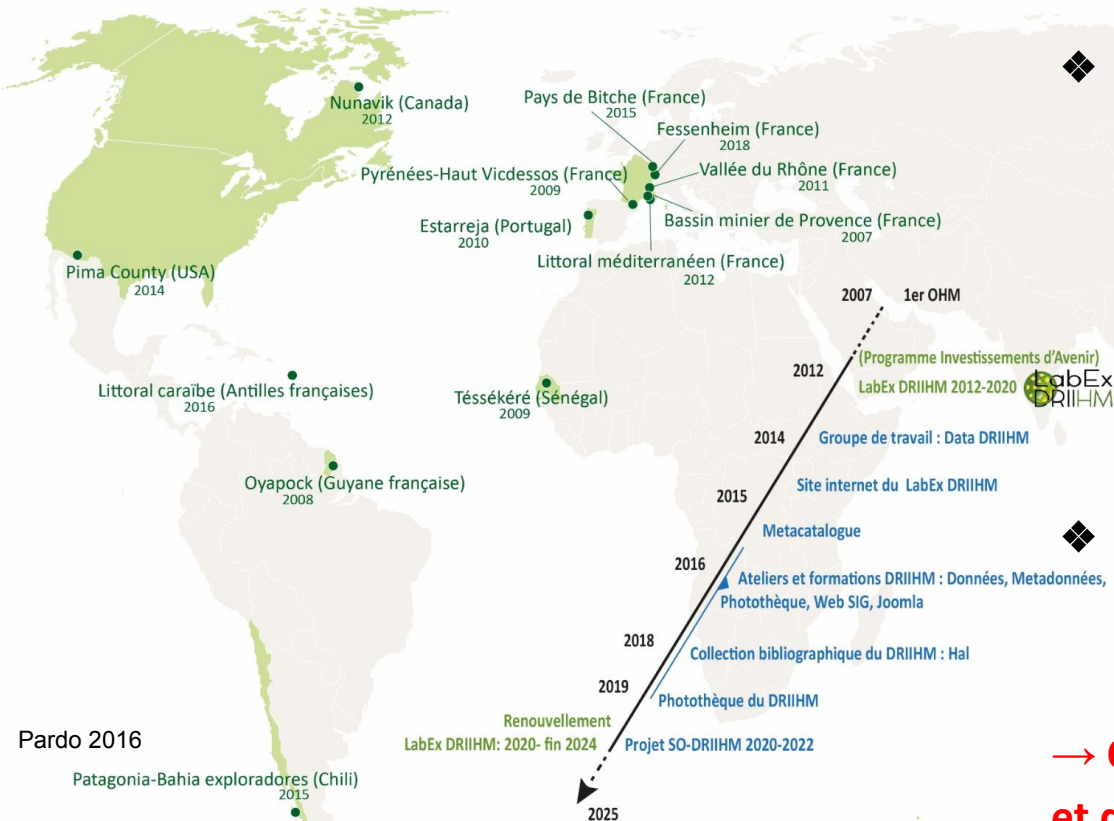 Nunavik (Canada)
2012
Pays de Bitche (France)
2015
Fessenheim (France)
2018
Pyrénées-Haut Vicdessos (France)
2009
Vallée du Rhône (France)
2011
Estarreja (Portugal)
2010
Bassin minier de Provence (France)
2007
Littoral méditerranéen (France)
2012
Pima County (USA)
2014
Littoral caraïbe (Antilles françaises)
2016
Téssékéré (Sénégal)
2009
Oyapock (Guyane française)
2008
Patagonia-Bahia exploradores (Chili)
2015
Pardo 2016
2007 1er OHM
(Programme Investissements d'Avenir)
2012
LabEx DRIIHM 2012-2020
LabEx
DRIIHM
2014
Groupe de travail : Data DRIIHM
Site internet du LabEx DRIIHM
2015
Metacatalogue
2016
Ateliers et formations DRIIHM : Données, Metadonnées,
Photothèque, Web SIG, Joomla
2018
Collection bibliographique du DRIIHM : Hal
2019
Photothèque du DRIIHM
Renouvellement
LabEx DRIIHM: 2020- fin 2024
Projet SO-DRIIHM 2020-2022
2025
→
et